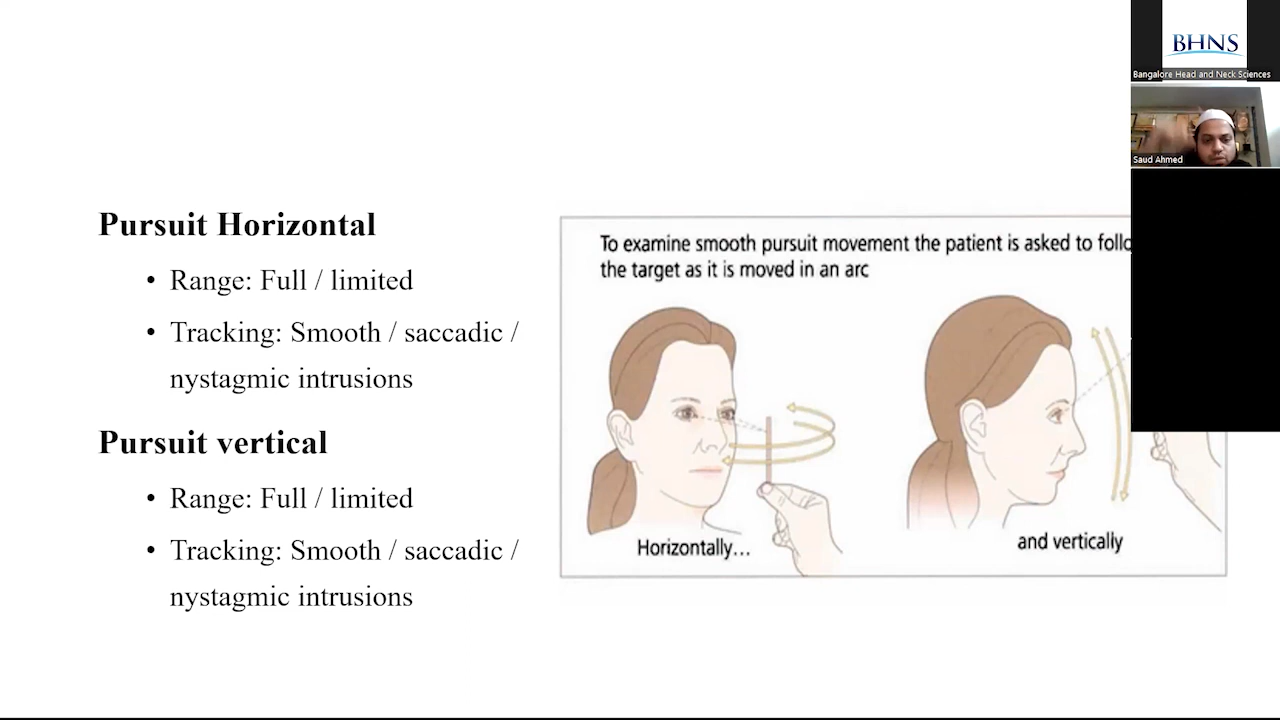 Pursuit Horizontal
• Range: Full / limited
• Tracking: Smooth / saccadic /
nystagmic intrusions
Pursuit vertical
• Range: Full / limited
• Tracking: Smooth / saccadic /
nystagmic intrusions
To examine smooth pursuit movement the patient is asked to
the target as it is moved in an arc
Horizontally...
and vertically
BHNS
Bangalore Head and Neck Sciences
Saud Ahmed